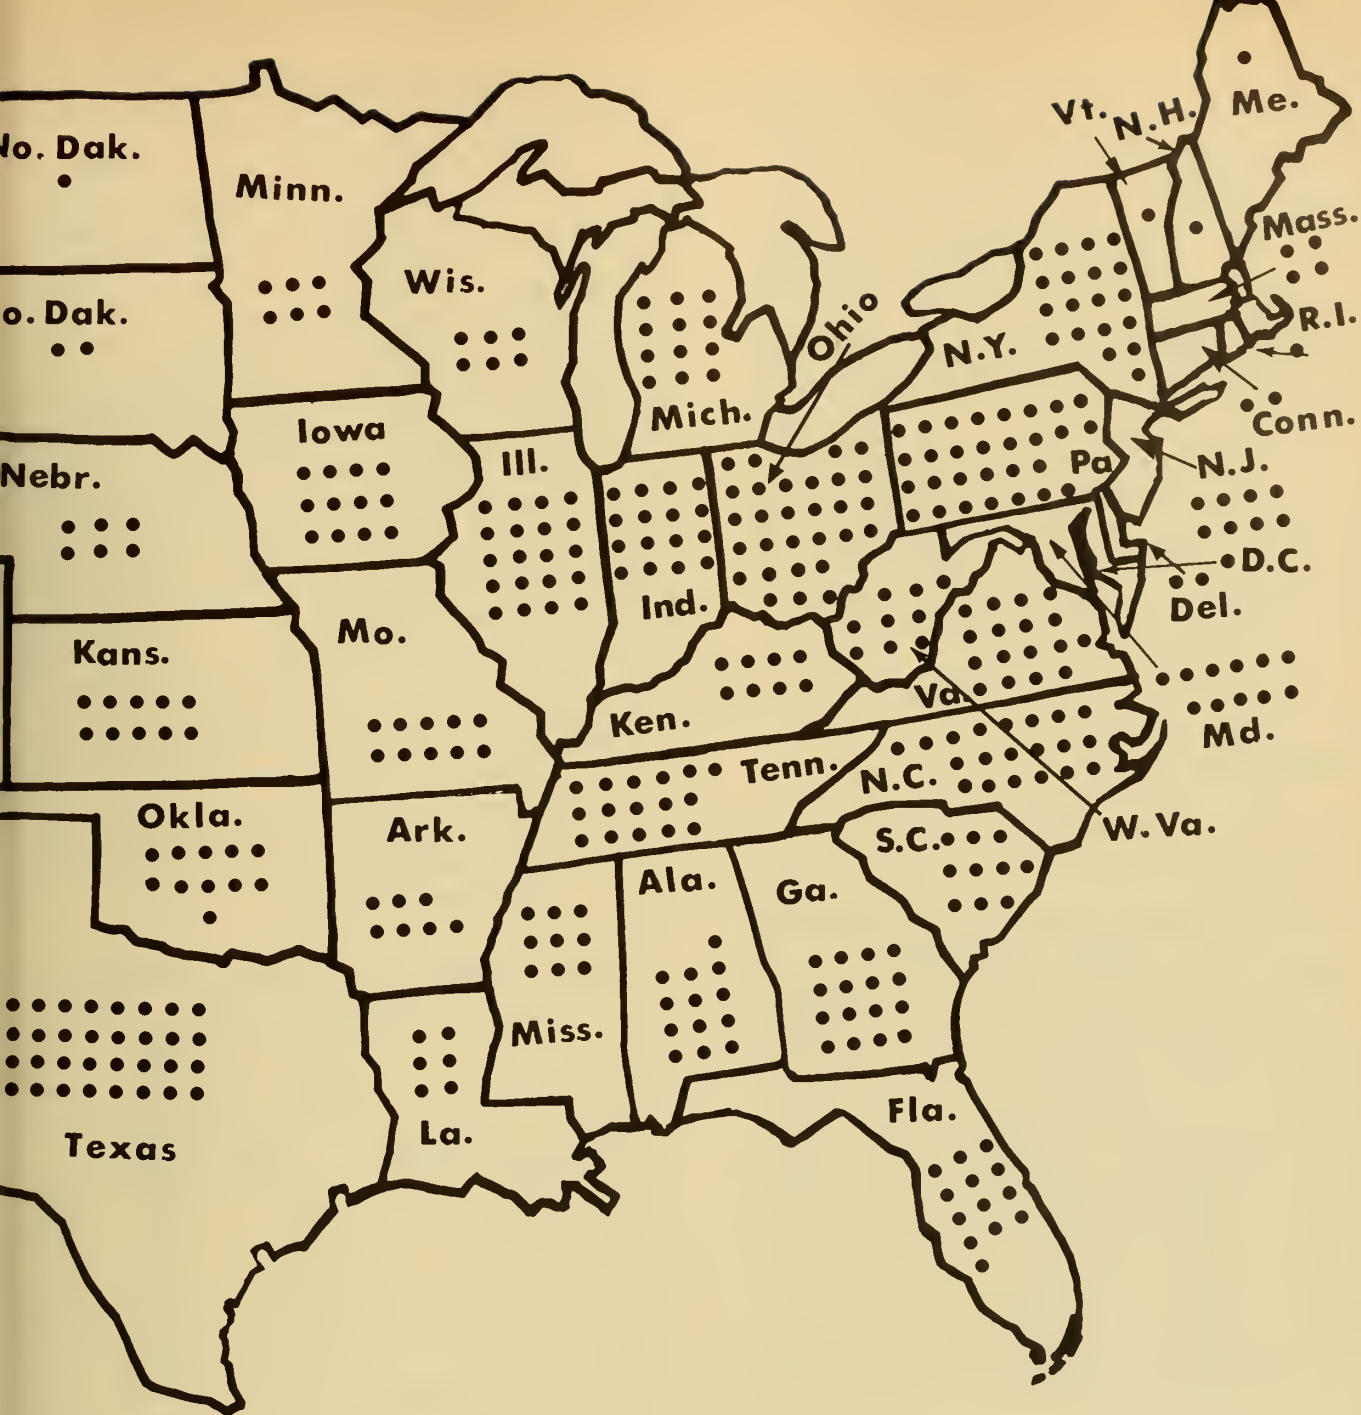 Vt.
N.H.
Me.
No. Dak.
Minn.
Mass.
Wis.
o. Dak.
Ohio
R.I.
N.Y.
Mich.
Conn.
Iowa
Ill.
Pa
N.J.
Nebr.
D.C.
Ind.
Del.
Mo.
Kans.
Va.
Ken.
Md.
Tenn.
N.C.
Okla.
Ark.
S.C.
W.Va.
Ala.
Ga.
Miss.
Fla.
La.
Texas